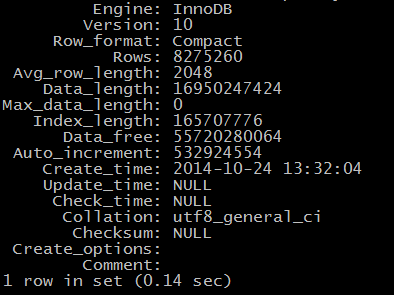 Engine: InnoDB
Version: 10
Row_format: Compact
Rows: 8275260
Avg_row_length: 2048
Data_length: 16950247424
Max_data_length: 0
Index_length: 165707776
Data_free: 55720280064
Auto_increment: 532924554
Create_time: 2014-10-24 13:32:04
Update_time: NULL
Check_time: NULL
Collation: utf8_general_ci
Checksum: NULL
Create_options:
Comment:
1 row in set (0.14 sec)